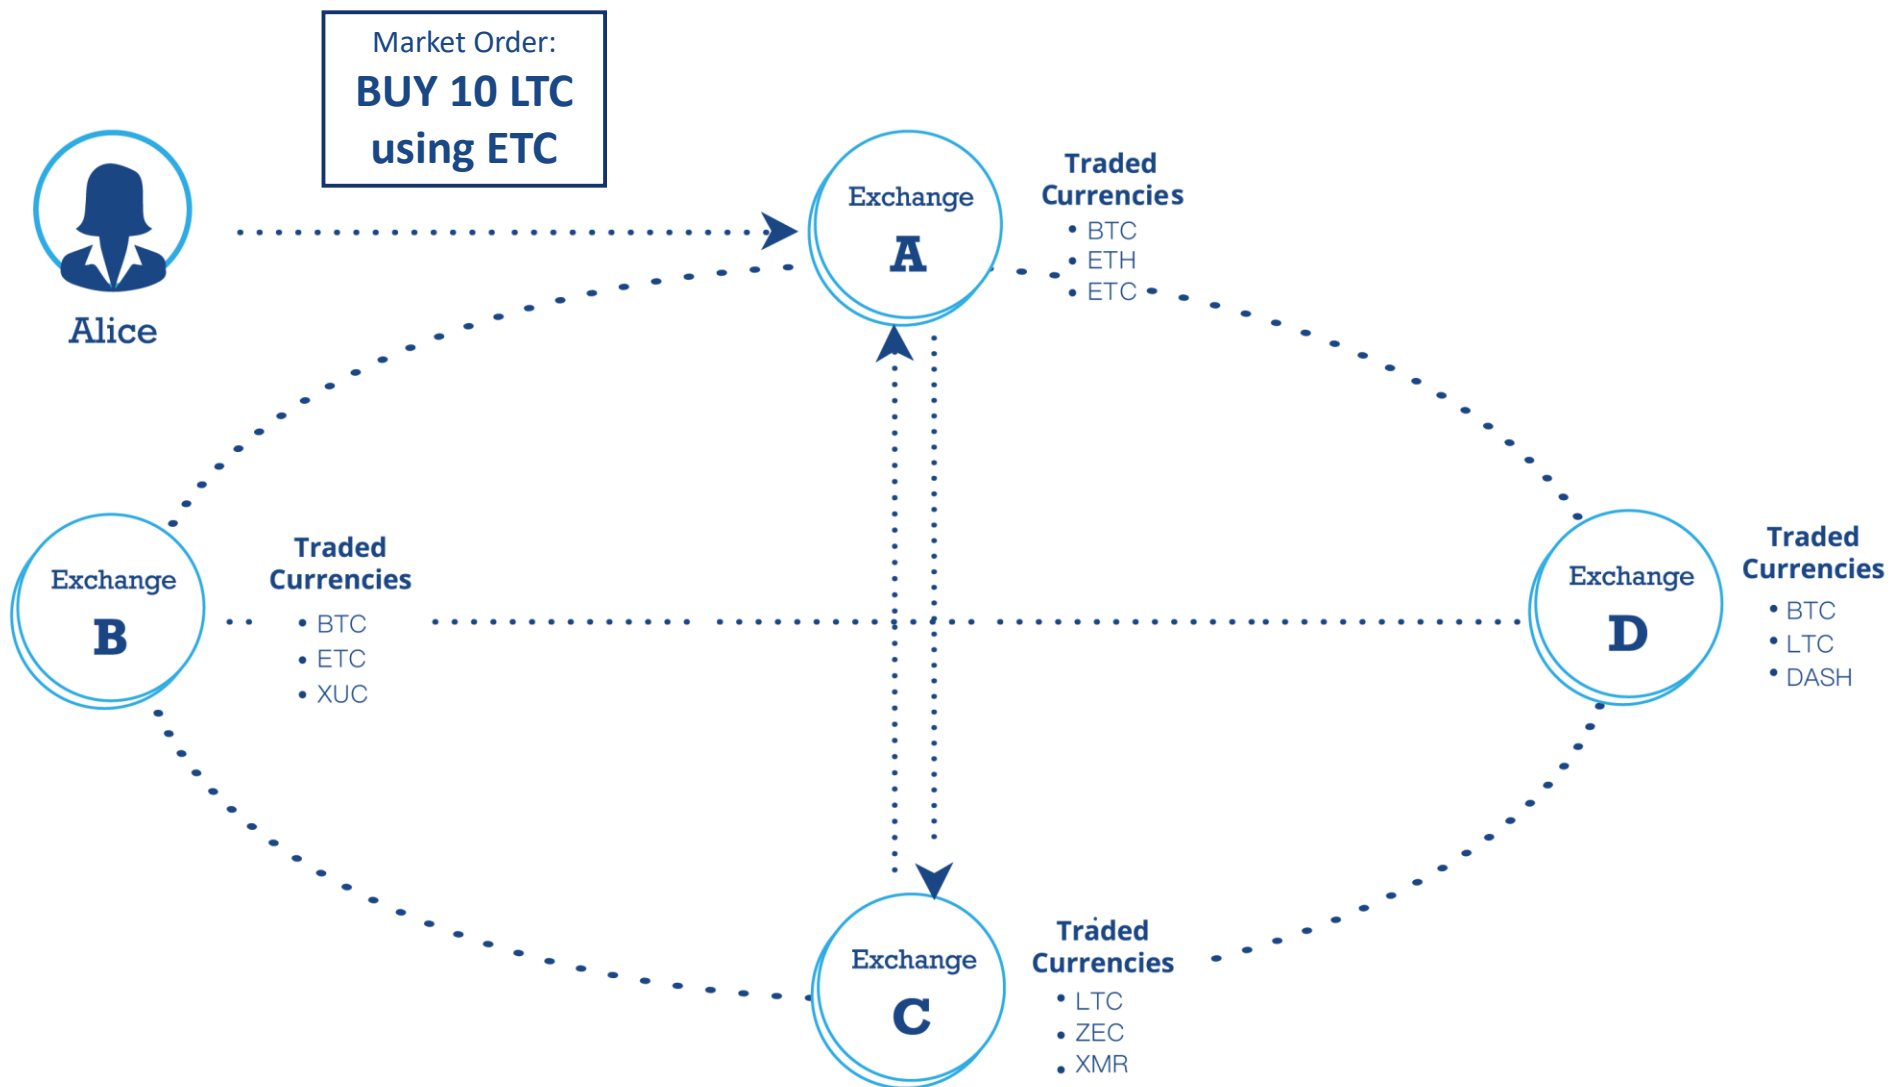 Market Order:
BUY 10 LTC
using ETC
Alice
Exchange
A
Traded
Currencies
• BTC
• ETH
• ETC
Exchange
B
Traded
Currencies
• BTC
• ETC
• XUC
Exchange
D
Traded
Currencies
• BTC
• LTC
• DASH
Exchange
C
Traded
Currencies
• LTC
• ZEC
• XMR